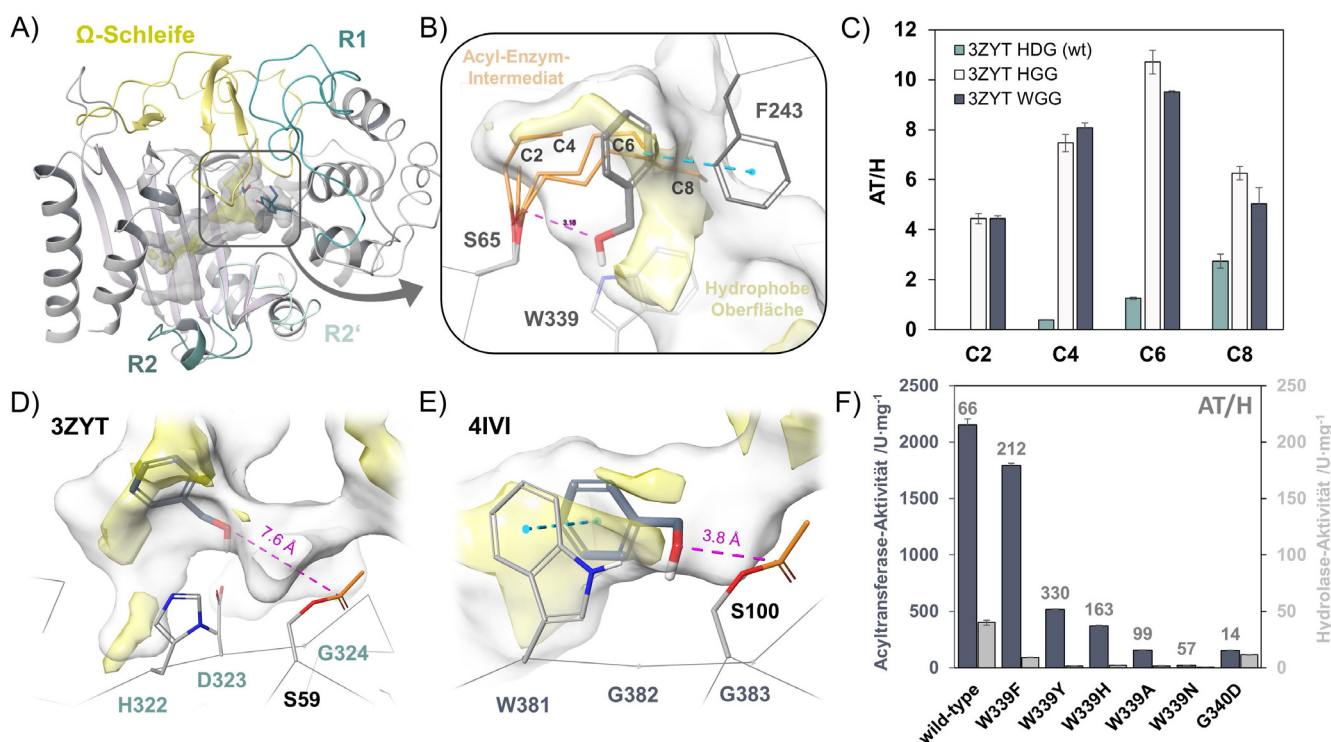 A)
Ω-Schleife
R1
R2‘
R2
B)
Acyl-Enzym-
Intermediat
F243
C2
C4
C6
C8
3.18
S65
W339
Hydrophobe
Oberfläche
C)
AT/H
12
10
8
6
4
2
0
3ZYT HDG (wt)
3ZYT HGG
3ZYT WGG
C2 C4 C6 C8
D)
3ZYT
7.6 Å
G324
D323
S59
H322
E)
4IVI
3.8 Å
S100
W381
G382
G383
F)
AT/H
Acyltransferase-Aktivität /U·mg⁻¹
2500
2000
1500
1000
500
0
66
212
330
163
99
57
14
250
200
150
100
50
0
Hydrolase-Aktivität /U·mg⁻¹
wild-type
W339F
W339Y
W339H
W339A
W339N
G340D